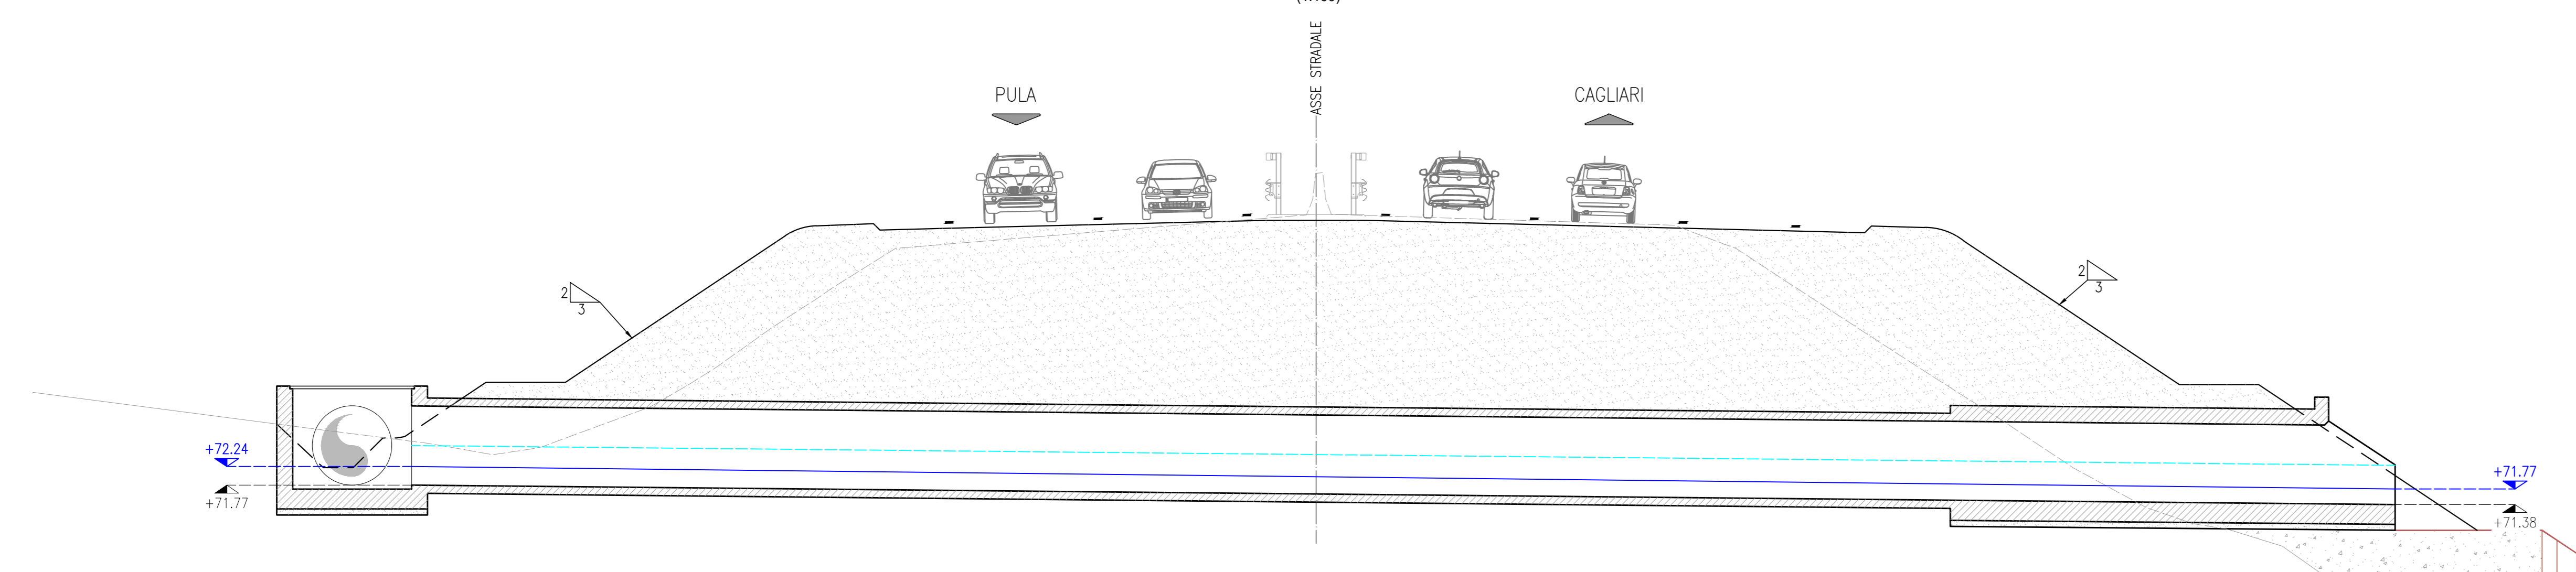 ASSE STRADALE
PULA
CAGLIARI
2
3
2
3
+72.24
+71.77
+71.77
+71.38